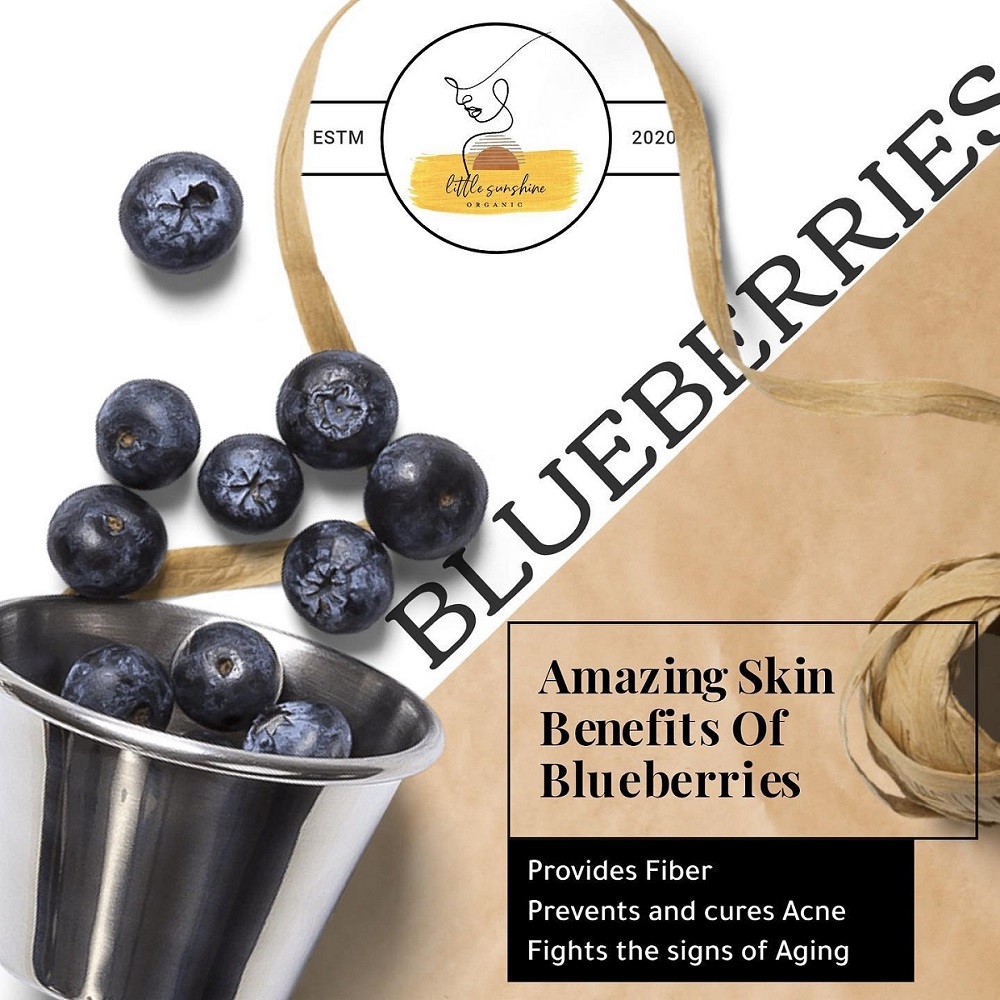 ESTM
2020
little sunshine
ORGANIC
BLUEBERRIES
Amazing Skin
Benefits Of
Blueberries
Provides Fiber
Prevents and cures Acne
Fights the signs of Aging